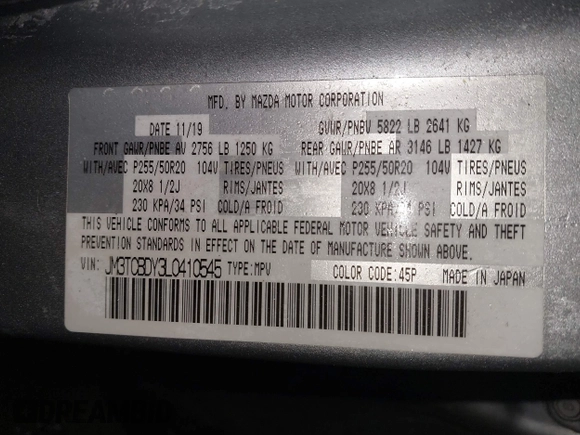 MFD. BY MAZDA MOTOR CORPORATION
DATE 11/19 GVWR/PNBV 5822 LB 2641 KG
FRONT GAWR/PNBE AV 2756 LB 1250 KG REAR GAWR/PNBE AR 3146 LB 1427 KG
WITH/AVEC P255/50R20 104V TIRES/PNEUS WITH/AVEC P255/50R20 104V TIRES/PNEUS
20X8 1/2J RIMS/JANTES 20X8 1/2J RIMS/JANTES
230 KPA/34 PSI COLD/A FROID 230 KPA/34 PSI COLD/A FROID
THIS VEHICLE CONFORMS TO ALL APPLICABLE FEDERAL MOTOR VEHICLE SAFETY AND THEFT
PREVENTION STANDARDS IN EFFECT ON THE DATE OF MANUFACTURE SHOWN ABOVE.
VIN: JM3TCBDY3L0410545 TYPE:MPV COLOR CODE:45P MADE IN JAPAN
DREAMBID